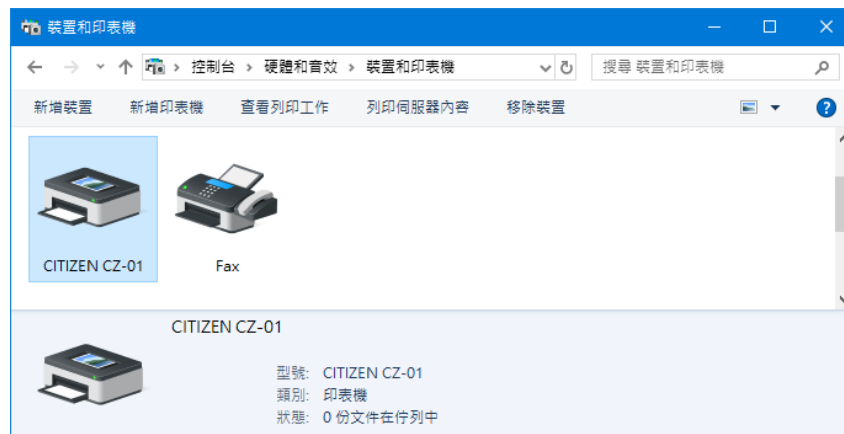 裝置和印表機
控制台 › 硬體和音效 › 裝置和印表機 搜尋 裝置和印表機
新增裝置 新增印表機 查看列印工作 列印伺服器內容 移除裝置 ?
CITIZEN CZ-01 Fax
CITIZEN CZ-01
型號: CITIZEN CZ-01
類別: 印表機
狀態: 0 份文件在佇列中